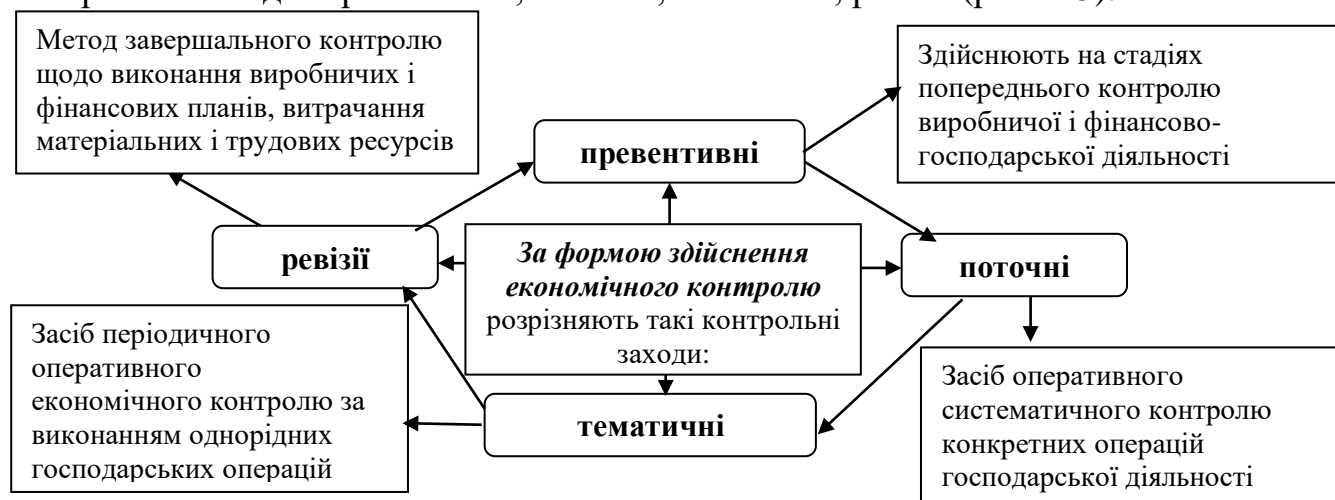 Метод завершального контролю
щодо виконання виробничих і
фінансових планів, витрачання
матеріальних і трудових ресурсів
Здійснюють на стадіях
попереднього контролю
виробничої і фінансово-
господарської діяльності
превентивні
ревізії
За формою здійснення
економічного контролю
розрізняють такі контрольні
заходи:
поточні
Засіб періодичного
оперативного
економічного контролю за
виконанням однорідних
господарських операцій
тематичні
Засіб оперативного
систематичного контролю
конкретних операцій
господарської діяльності